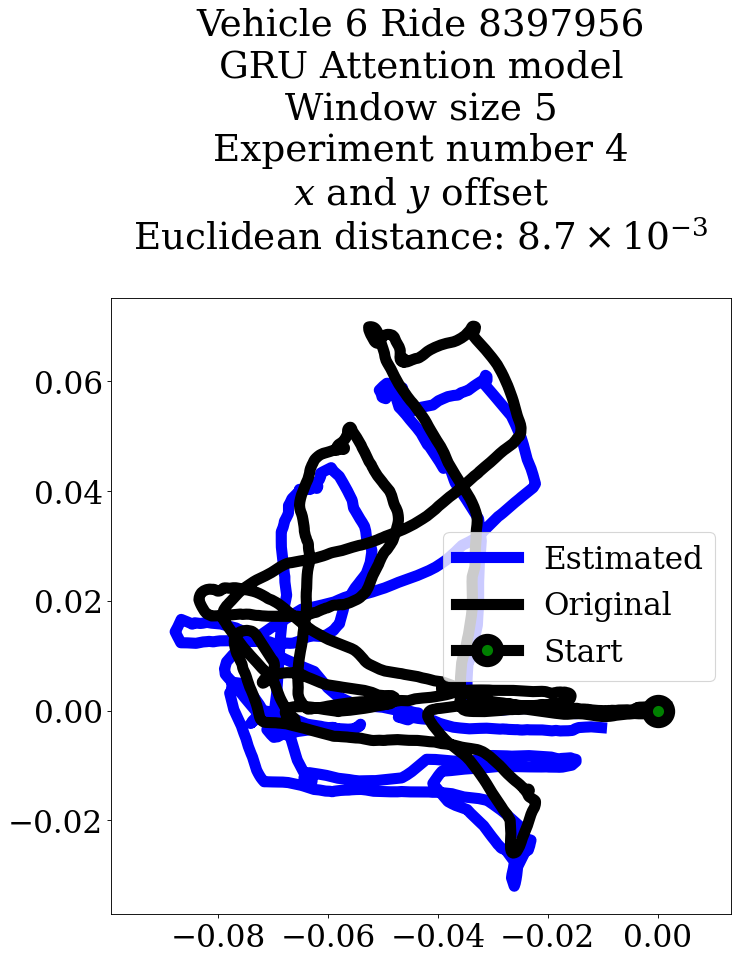 Vehicle 6 Ride 8397956
GRU Attention model
Window size 5
Experiment number 4
x and y offset
Euclidean distance: 8.7 × 10⁻³
0.06
0.04
0.02
0.00
−0.02
Estimated
Original
Start
−0.08 −0.06 −0.04 −0.02 0.00